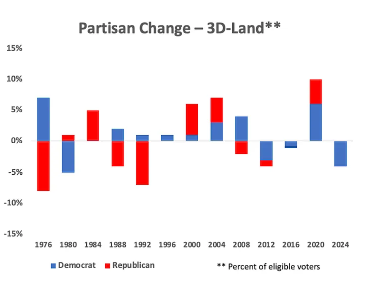 Partisan Change – 3D-Land**
15%
10%
5%
0%
-5%
-10%
-15%
1976 1980 1984 1988 1992 1996 2000 2004 2008 2012 2016 2020 2024
Democrat Republican ** Percent of eligible voters